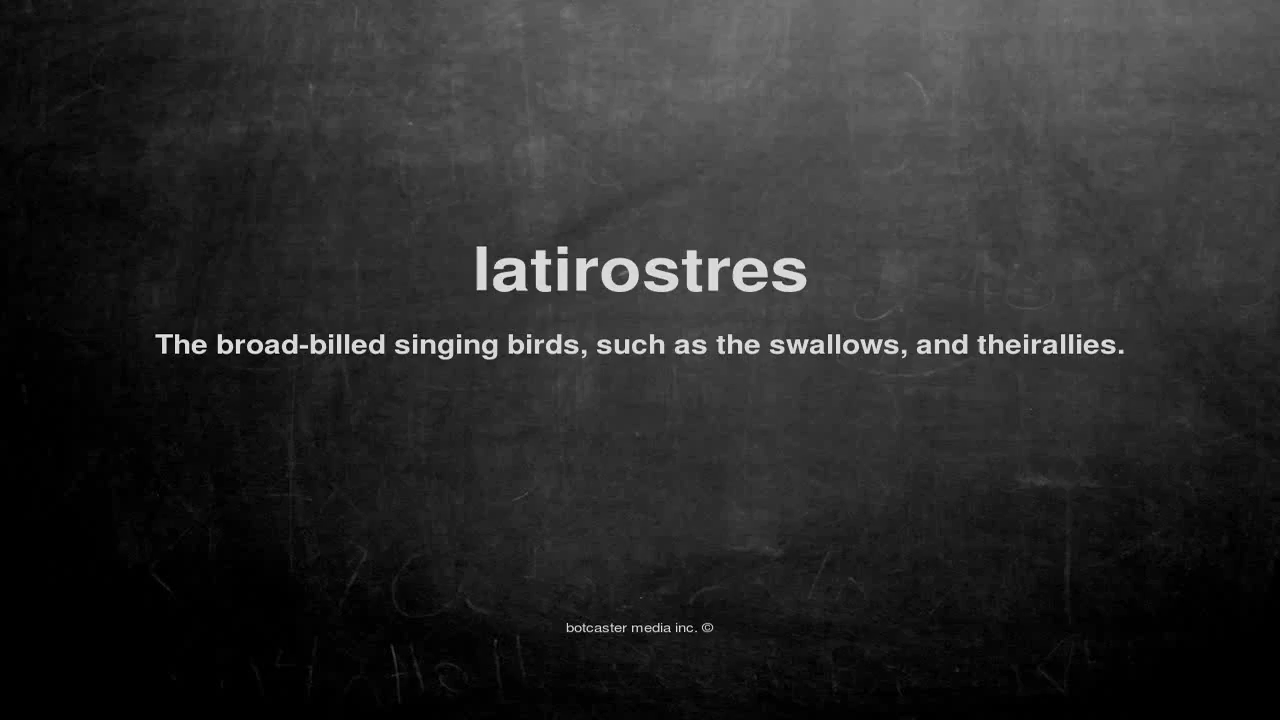 latirostres
The broad-billed singing birds, such as the swallows, and theirallies.
botcaster media inc. ©